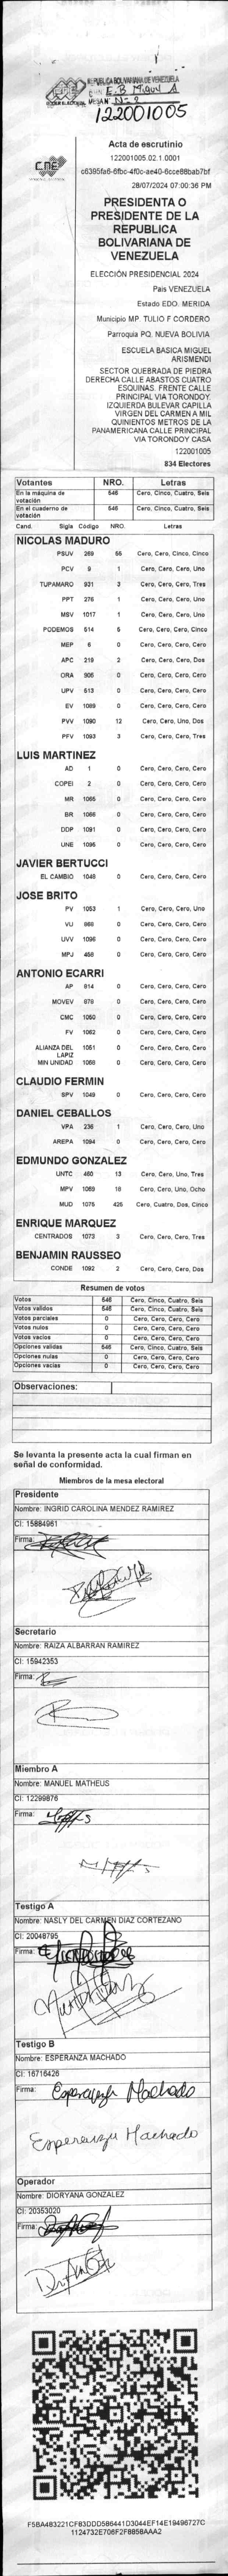 REPUBLICA BOLIVARIANA DE VENEZUELA
E.B Miguel A
MESA Nº 2
122001005
CNE
Acta de escrutinio
122001005.02.1.0001
c6395fa6-6fbc-4f0c-ae40-6cce88bab7bf
28/07/2024 07:00:36 PM
PRESIDENTA O
PRESIDENTE DE LA
REPUBLICA
BOLIVARIANA DE
VENEZUELA
ELECCIÓN PRESIDENCIAL 2024
Pais VENEZUELA
Estado EDO. MERIDA
Municipio MP. TULIO F CORDERO
Parroquia PQ. NUEVA BOLIVIA
ESCUELA BASICA MIGUEL
ARISMENDI
SECTOR QUEBRADA DE PIEDRA
DERECHA CALLE ABASTOS CUATRO
ESQUINAS. FRENTE CALLE
PRINCIPAL VIA TORONDOY.
IZQUIERDA BULEVAR CAPILLA
VIRGEN DEL CARMEN A MIL
QUINIENTOS METROS DE LA
PANAMERICANA CALLE PRINCIPAL
VIA TORONDOY CASA
122001005
834 Electores
Votantes NRO. Letras
En la máquina de votación 546 Cero, Cinco, Cuatro, Seis
En el cuaderno de votación 546 Cero, Cinco, Cuatro, Seis
Cand. Sigla Código NRO. Letras
NICOLAS MADURO
PSUV 269 55 Cero, Cero, Cinco, Cinco
PCV 9 1 Cero, Cero, Cero, Uno
TUPAMARO 931 3 Cero, Cero, Cero, Tres
PPT 276 1 Cero, Cero, Cero, Uno
MSV 1017 1 Cero, Cero, Cero, Uno
PODEMOS 514 5 Cero, Cero, Cero, Cinco
MEP 6 0 Cero, Cero, Cero, Cero
APC 219 2 Cero, Cero, Cero, Dos
ORA 906 0 Cero, Cero, Cero, Cero
UPV 513 0 Cero, Cero, Cero, Cero
EV 1089 0 Cero, Cero, Cero, Cero
PVV 1090 12 Cero, Cero, Uno, Dos
PFV 1093 3 Cero, Cero, Cero, Tres
LUIS MARTINEZ
AD 1 0 Cero, Cero, Cero, Cero
COPEI 2 0 Cero, Cero, Cero, Cero
MR 1065 0 Cero, Cero, Cero, Cero
BR 1066 0 Cero, Cero, Cero, Cero
DDP 1091 0 Cero, Cero, Cero, Cero
UNE 1095 0 Cero, Cero, Cero, Cero
JAVIER BERTUCCI
EL CAMBIO 1048 0 Cero, Cero, Cero, Cero
JOSE BRITO
PV 1053 1 Cero, Cero, Cero, Uno
VU 868 0 Cero, Cero, Cero, Cero
UVV 1096 0 Cero, Cero, Cero, Cero
MPJ 458 0 Cero, Cero, Cero, Cero
ANTONIO ECARRI
AP 914 0 Cero, Cero, Cero, Cero
MOVEV 979 0 Cero, Cero, Cero, Cero
CMC 1050 0 Cero, Cero, Cero, Cero
FV 1062 0 Cero, Cero, Cero, Cero
ALIANZA DEL LAPIZ 1051 0 Cero, Cero, Cero, Cero
MIN UNIDAD 1068 0 Cero, Cero, Cero, Cero
CLAUDIO FERMIN
SPV 1049 0 Cero, Cero, Cero, Cero
DANIEL CEBALLOS
VPA 236 1 Cero, Cero, Cero, Uno
AREPA 1094 0 Cero, Cero, Cero, Cero
EDMUNDO GONZALEZ
UNTC 460 13 Cero, Cero, Uno, Tres
MPV 1069 18 Cero, Cero, Uno, Ocho
MUD 1075 425 Cero, Cuatro, Dos, Cinco
ENRIQUE MARQUEZ
CENTRADOS 1073 3 Cero, Cero, Cero, Tres
BENJAMIN RAUSSEO
CONDE 1092 2 Cero, Cero, Cero, Dos
Resumen de votos
Votos 546 Cero, Cinco, Cuatro, Seis
Votos validos 546 Cero, Cinco, Cuatro, Seis
Votos parciales 0 Cero, Cero, Cero, Cero
Votos nulos 0 Cero, Cero, Cero, Cero
Votos vacios 0 Cero, Cero, Cero, Cero
Opciones validas 546 Cero, Cinco, Cuatro, Seis
Opciones nulas 0 Cero, Cero, Cero, Cero
Opciones vacias 0 Cero, Cero, Cero, Cero
Observaciones:
Se levanta la presente acta la cual firman en
señal de conformidad.
Miembros de la mesa electoral
Presidente
Nombre: INGRID CAROLINA MENDEZ RAMIREZ
CI: 15884961
Firma:
Secretario
Nombre: RAIZA ALBARRAN RAMIREZ
CI: 15942353
Firma:
Miembro A
Nombre: MANUEL MATHEUS
CI: 12299876
Firma:
Testigo A
Nombre: NASLY DEL CARMEN DIAZ CORTEZANO
CI: 20048795
Firma:
Testigo B
Nombre: ESPERANZA MACHADO
CI: 16716426
Firma: Esperanza Machado
Esperanza Machado
Operador
Nombre: DIORYANA GONZALEZ
CI: 20353020
Firma:
F5BA483221CFB3DDD586441D3044EF14E19496727C
1124732E706F2F8858AAA2